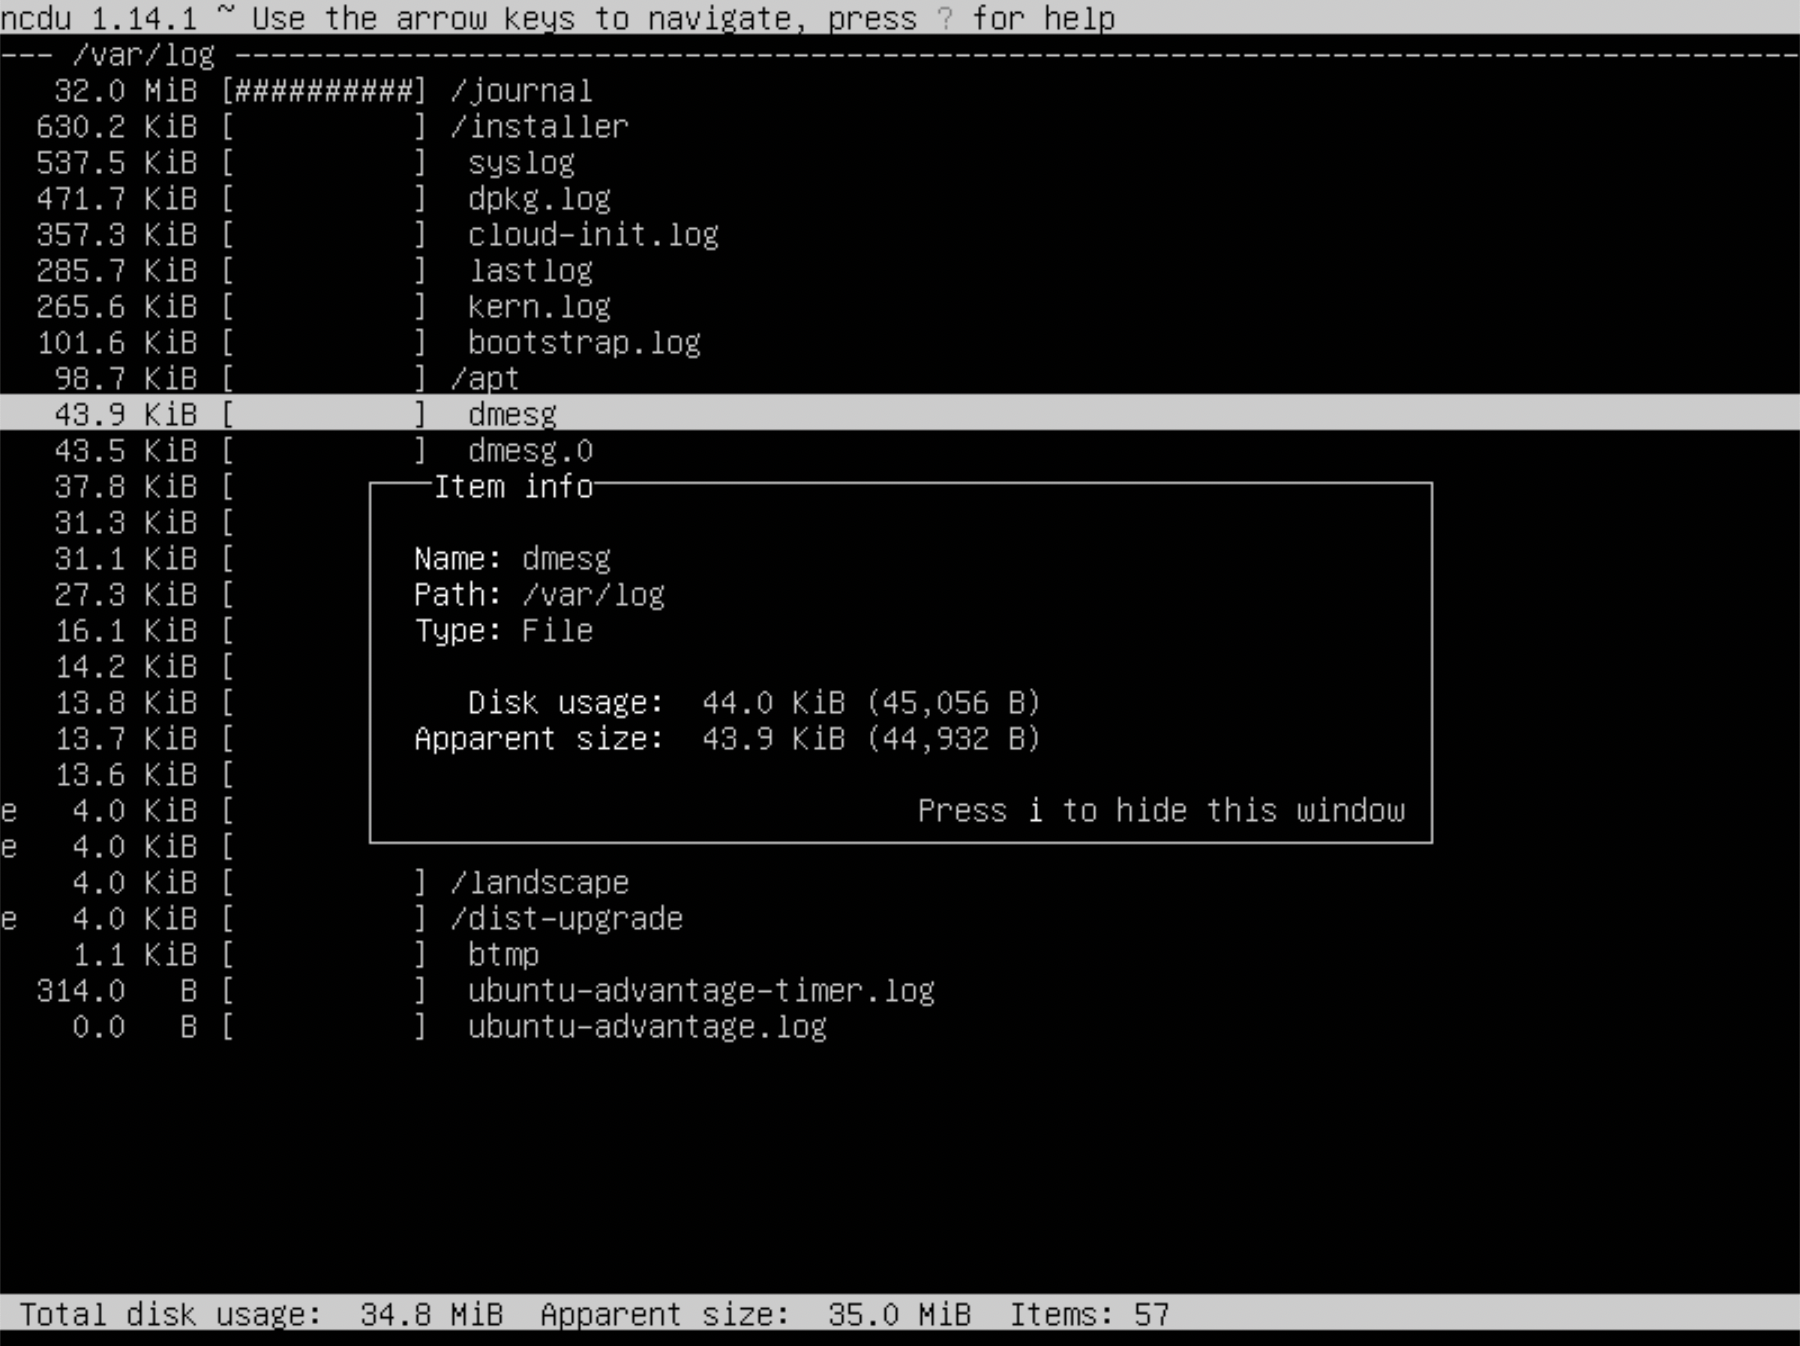 ncdu 1.14.1 ~ Use the arrow keys to navigate, press ? for help
--- /var/log ---------------------------------------------------------------------------------------
32.0 MiB [##########] /journal
630.2 KiB [          ] /installer
537.5 KiB [          ]  syslog
471.7 KiB [          ]  dpkg.log
357.3 KiB [          ]  cloud-init.log
285.7 KiB [          ]  lastlog
265.6 KiB [          ]  kern.log
101.6 KiB [          ]  bootstrap.log
98.7 KiB [          ] /apt
43.9 KiB [          ]  dmesg
43.5 KiB [          ]  dmesg.0
37.8 KiB [ Item info
31.3 KiB [
31.1 KiB [ Name: dmesg
27.3 KiB [ Path: /var/log
16.1 KiB [ Type: File
14.2 KiB [
13.8 KiB [ Disk usage:  44.0 KiB (45,056 B)
13.7 KiB [ Apparent size:  43.9 KiB (44,932 B)
13.6 KiB [
e   4.0 KiB [ Press i to hide this window
e   4.0 KiB [
4.0 KiB [          ] /landscape
e   4.0 KiB [          ] /dist-upgrade
1.1 KiB [          ]  btmp
314.0   B [          ]  ubuntu-advantage-timer.log
0.0   B [          ]  ubuntu-advantage.log
Total disk usage:  34.8 MiB  Apparent size:  35.0 MiB  Items: 57